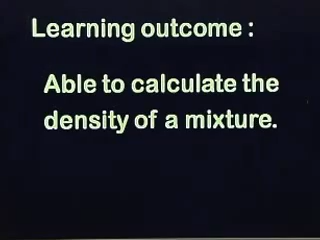 Learning outcome :
Able to calculate the
density of a mixture.